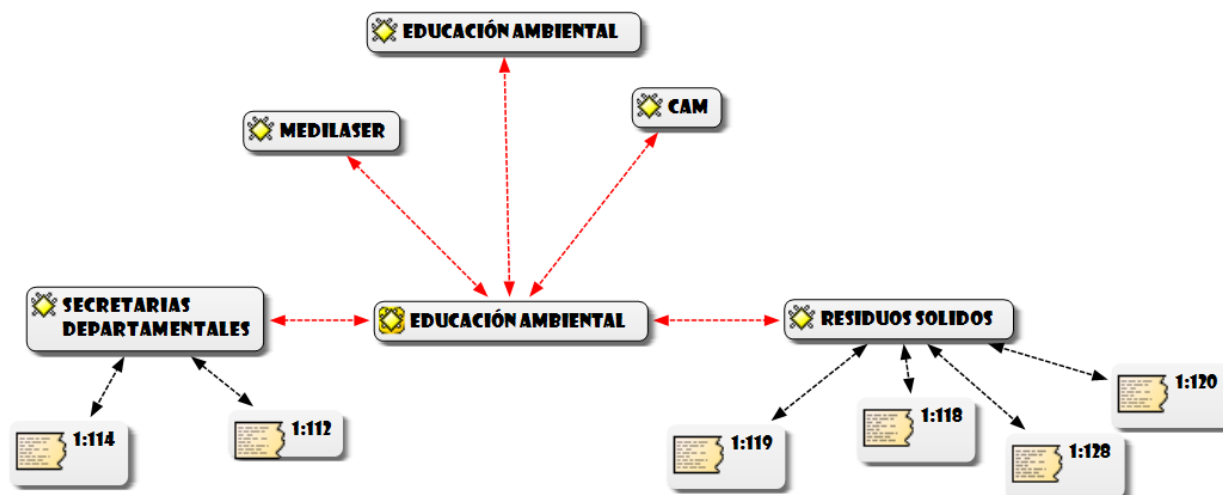 EDUCACIÓN AMBIENTAL
CAM
MEDILASER
SECRETARIAS
DEPARTAMENTALES
EDUCACIÓN AMBIENTAL
RESIDUOS SOLIDOS
1:114
1:112
1:119
1:118
1:128
1:120